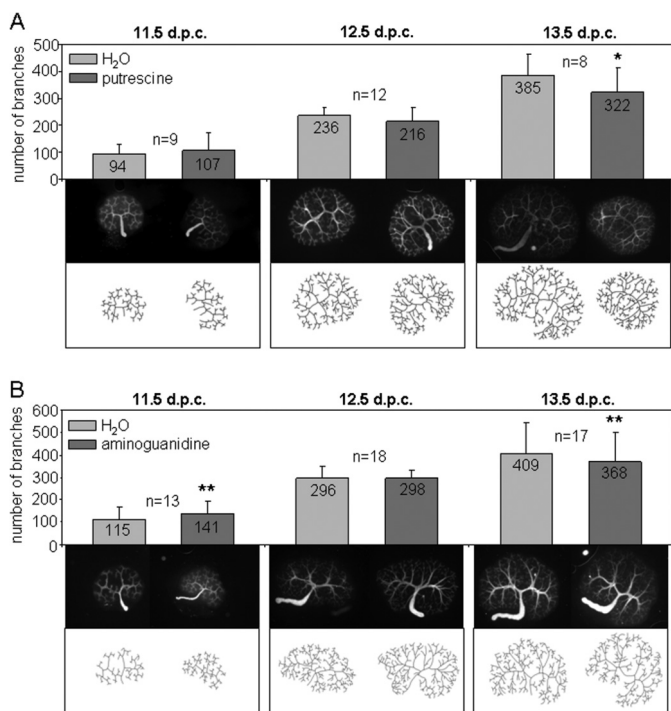 A
11.5 d.p.c. 12.5 d.p.c. 13.5 d.p.c.
number of branches
500
400
300
200
100
0
H₂O
putrescine
n=9
n=12
n=8
*
94 107 236 216 385 322
B
11.5 d.p.c. 12.5 d.p.c. 13.5 d.p.c.
number of branches
600
500
400
300
200
100
0
H₂O
aminoguanidine
n=13
**
n=18
n=17
**
115 141 296 298 409 368